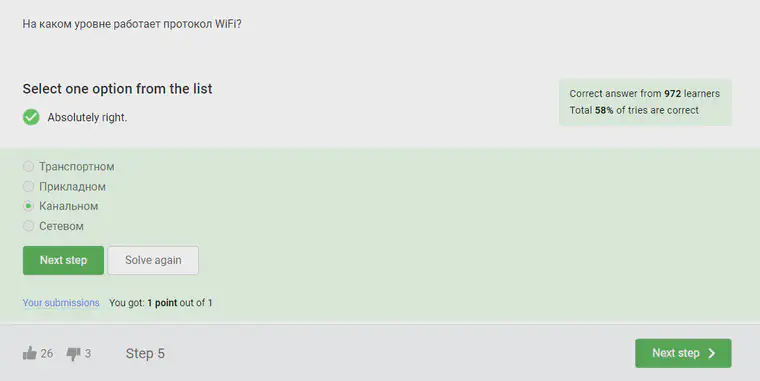 На каком уровне работает протокол WiFi?
Select one option from the list
Correct answer from 972 learners
Total 58% of tries are correct
Absolutely right.
Транспортном
Прикладном
Канальном
Сетевом
Next step
Solve again
Your submissions You got: 1 point out of 1
26 3 Step 5 Next step